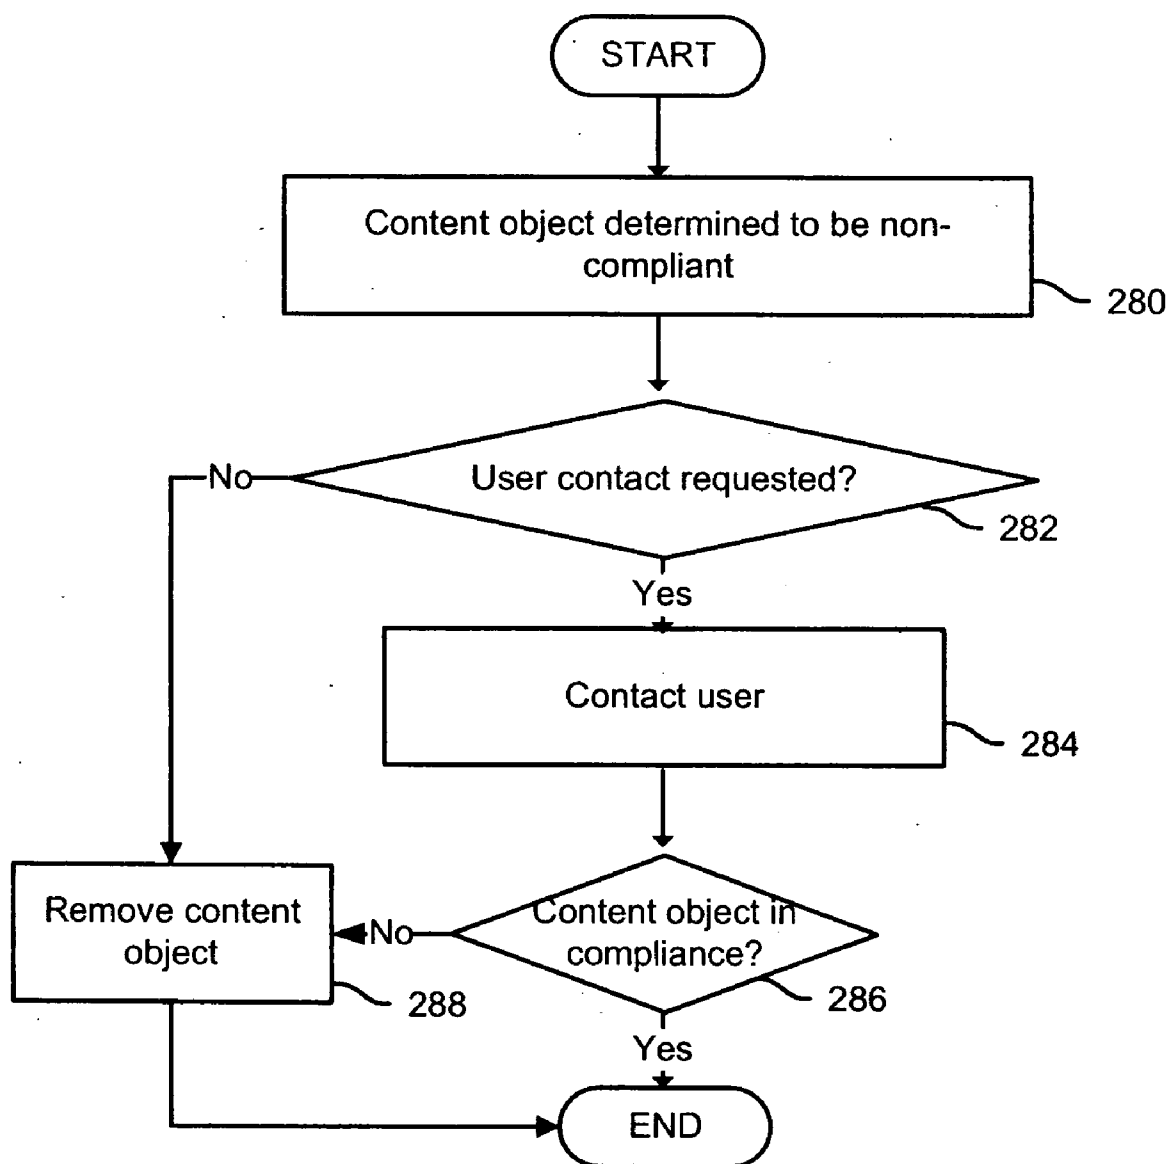 START
Content object determined to be non-
compliant
280
User contact requested?
No
282
Yes
Contact user
284
Remove content
object
No
Content object in
compliance?
288
286
Yes
END